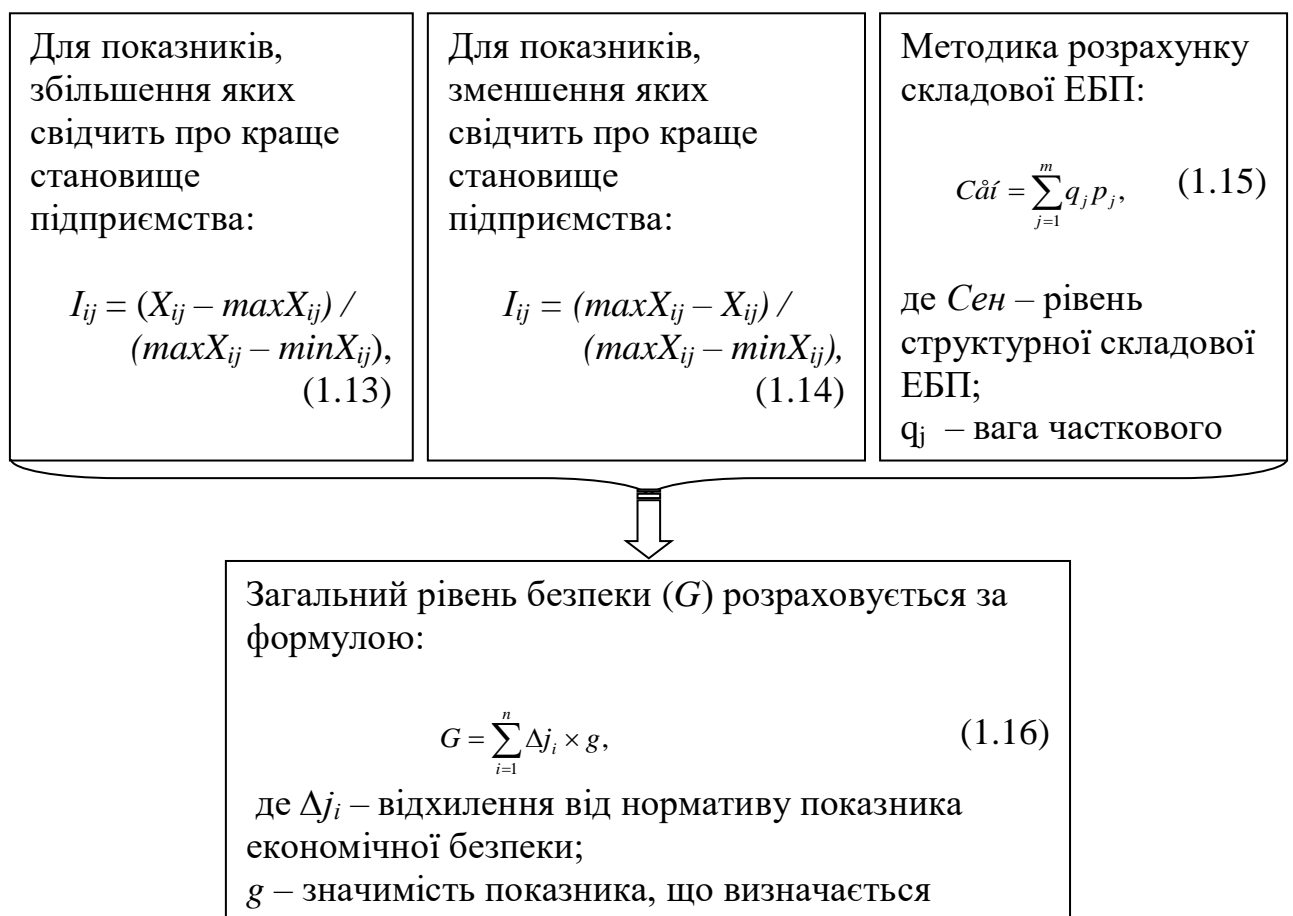 Для показників,
збільшення яких
свідчить про краще
становище
підприємства:
I_ij = (X_ij – maxX_ij) /
(maxX_ij – minX_ij),
(1.13)
Для показників,
зменшення яких
свідчить про краще
становище
підприємства:
I_ij = (maxX_ij – X_ij) /
(maxX_ij – minX_ij),
(1.14)
Методика розрахунку
складової ЕБП:
Cåí = ∑_{j=1}^{m} q_j p_j, (1.15)
де Сен – рівень
структурної складової
ЕБП;
q_j – вага часткового
Загальний рівень безпеки (G) розраховується за
формулою:
G = ∑_{i=1}^{n} Δj_i × g, (1.16)
де Δj_i – відхилення від нормативу показника
економічної безпеки;
g – значимість показника, що визначається